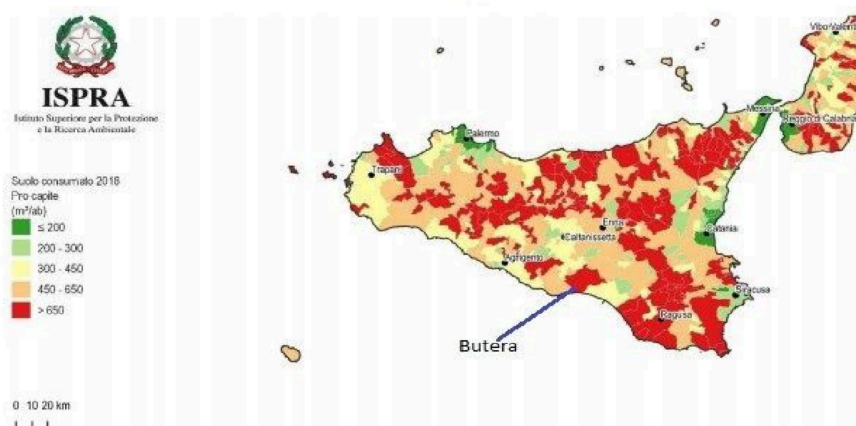 ISPRA
Istituto Superiore per la Protezione
e la Ricerca Ambientale
Suolo consumato 2018
Pro capite
(m²/ab)
≤ 200
200 - 300
300 - 450
450 - 650
> 650
0 10 20 km
Vibo Valenti
Messina
Reggio di Calabria
Palermo
Trapani
Enna
Caltanissetta
Catania
Agrigento
Siracusa
Ragusa
Butera